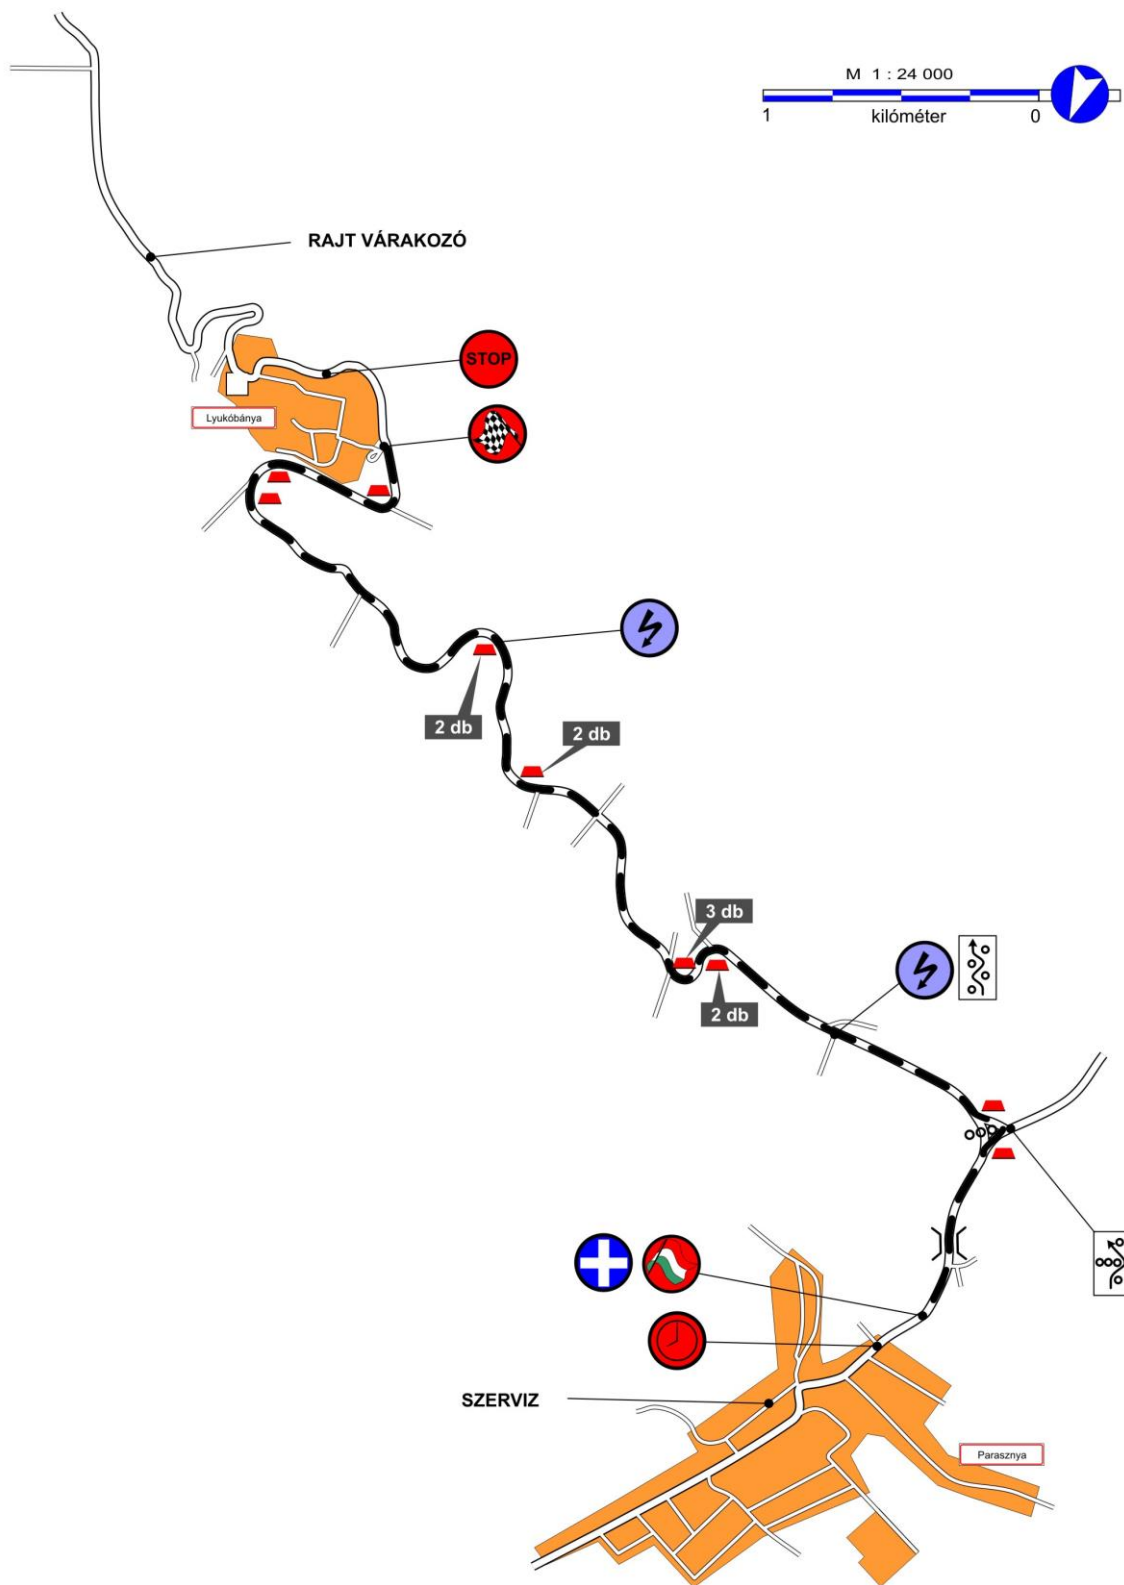 M 1 : 24 000
1 kilóméter 0
RAJT VÁRAKOZÓ
STOP
Lyukóbánya
2 db
2 db
3 db
2 db
SZERVIZ
Parasznya